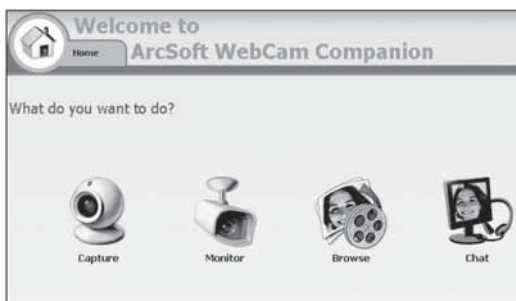 Welcome to
Home
ArcSoft WebCam Companion
What do you want to do?
Capture Monitor Browse Chat